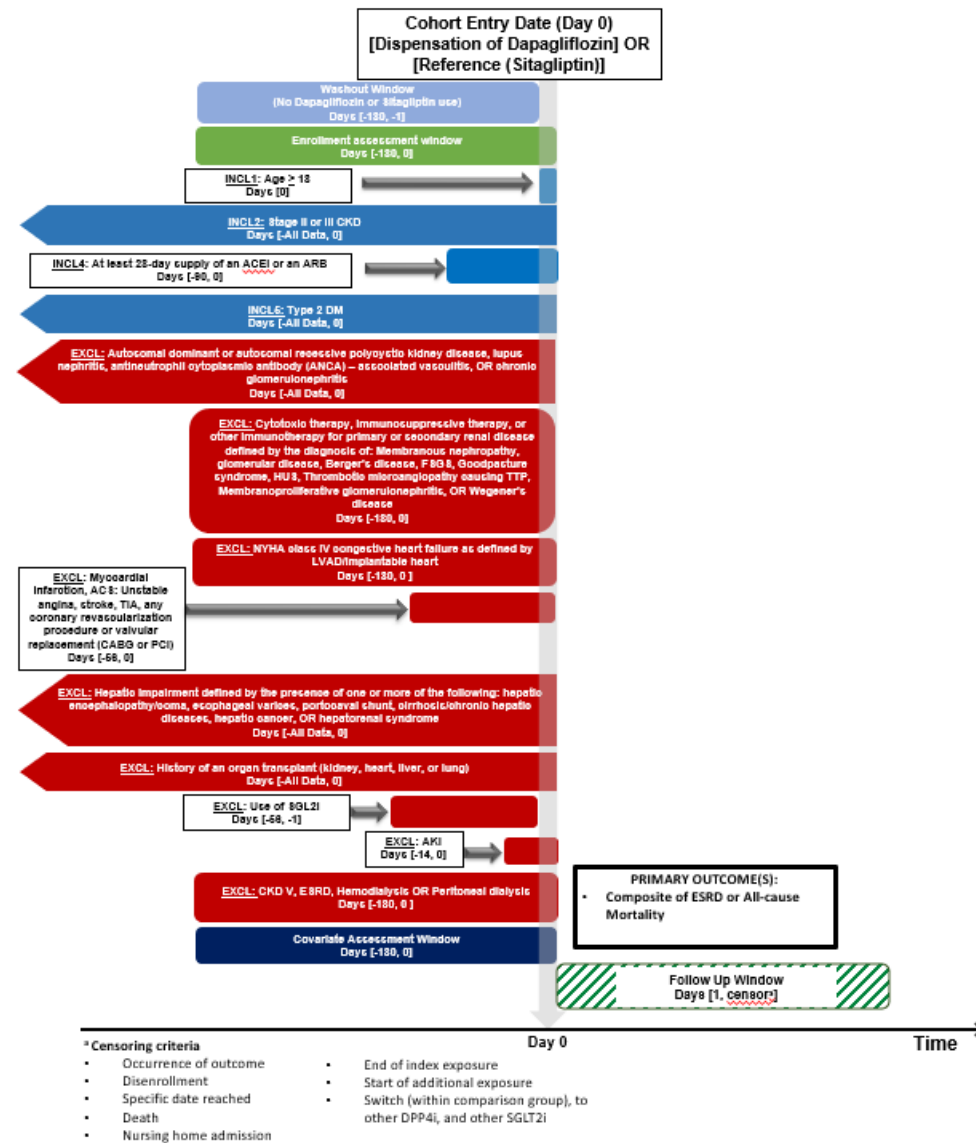 Cohort Entry Date (Day 0)
[Dispensation of Dapagliflozin] OR
[Reference (Sitagliptin)]
Washout Window
(No Dapagliflozin or Sitagliptin use)
Days [-180, -1]
Enrollment assessment window
Days [-180, 0]
INCL1: Age ≥ 18
Days [0]
INCL2: Stage II or III CKD
Days [-All Data, 0]
INCL4: At least 28-day supply of an ACEI or an ARB
Days [-90, 0]
INCL5: Type 2 DM
Days [-All Data, 0]
EXCL: Autosomal dominant or autosomal recessive polycystic kidney disease, lupus
nephritis, antineutrophil cytoplasmic antibody (ANCA) – associated vasculitis, OR chronic
glomerulonephritis
Days [-All Data, 0]
EXCL: Cytotoxic therapy, immunosuppressive therapy, or
other immunotherapy for primary or secondary renal disease
defined by the diagnosis of: Membranous nephropathy,
glomerular disease, Berger's disease, FSGS, Goodpasture
syndrome, HUS, Thrombotic microangiopathy causing TTP,
Membranoproliferative glomerulonephritis, OR Wegener's
disease
Days [-180, 0]
EXCL: NYHA class IV congestive heart failure as defined by
LVAD/implantable heart
Days [-180, 0 ]
EXCL: Myocardial
Infarction, ACS: Unstable
angina, stroke, TIA, any
coronary revascularization
procedure or valvular
replacement (CABG or PCI)
Days [-56, 0]
EXCL: Hepatic impairment defined by the presence of one or more of the following: hepatic
encephalopathy/coma, esophageal varices, portocaval shunt, cirrhosis/chronic hepatic
diseases, hepatic cancer, OR hepatorenal syndrome
Days [-All Data, 0]
EXCL: History of an organ transplant (kidney, heart, liver, or lung)
Days [-All Data, 0]
EXCL: Use of SGL2i
Days [-56, -1]
EXCL: AKI
Days [-14, 0]
EXCL: CKD V, ESRD, Hemodialysis OR Peritoneal dialysis
Days [-180, 0 ]
PRIMARY OUTCOME(S):
• Composite of ESRD or All-cause
Mortality
Covariate Assessment Window
Days [-180, 0]
Follow Up Window
Days [1, censorª]
Day 0
Time
ª Censoring criteria
• Occurrence of outcome
• Disenrollment
• Specific date reached
• Death
• Nursing home admission
• End of index exposure
• Start of additional exposure
• Switch (within comparison group), to
other DPP4i, and other SGLT2i